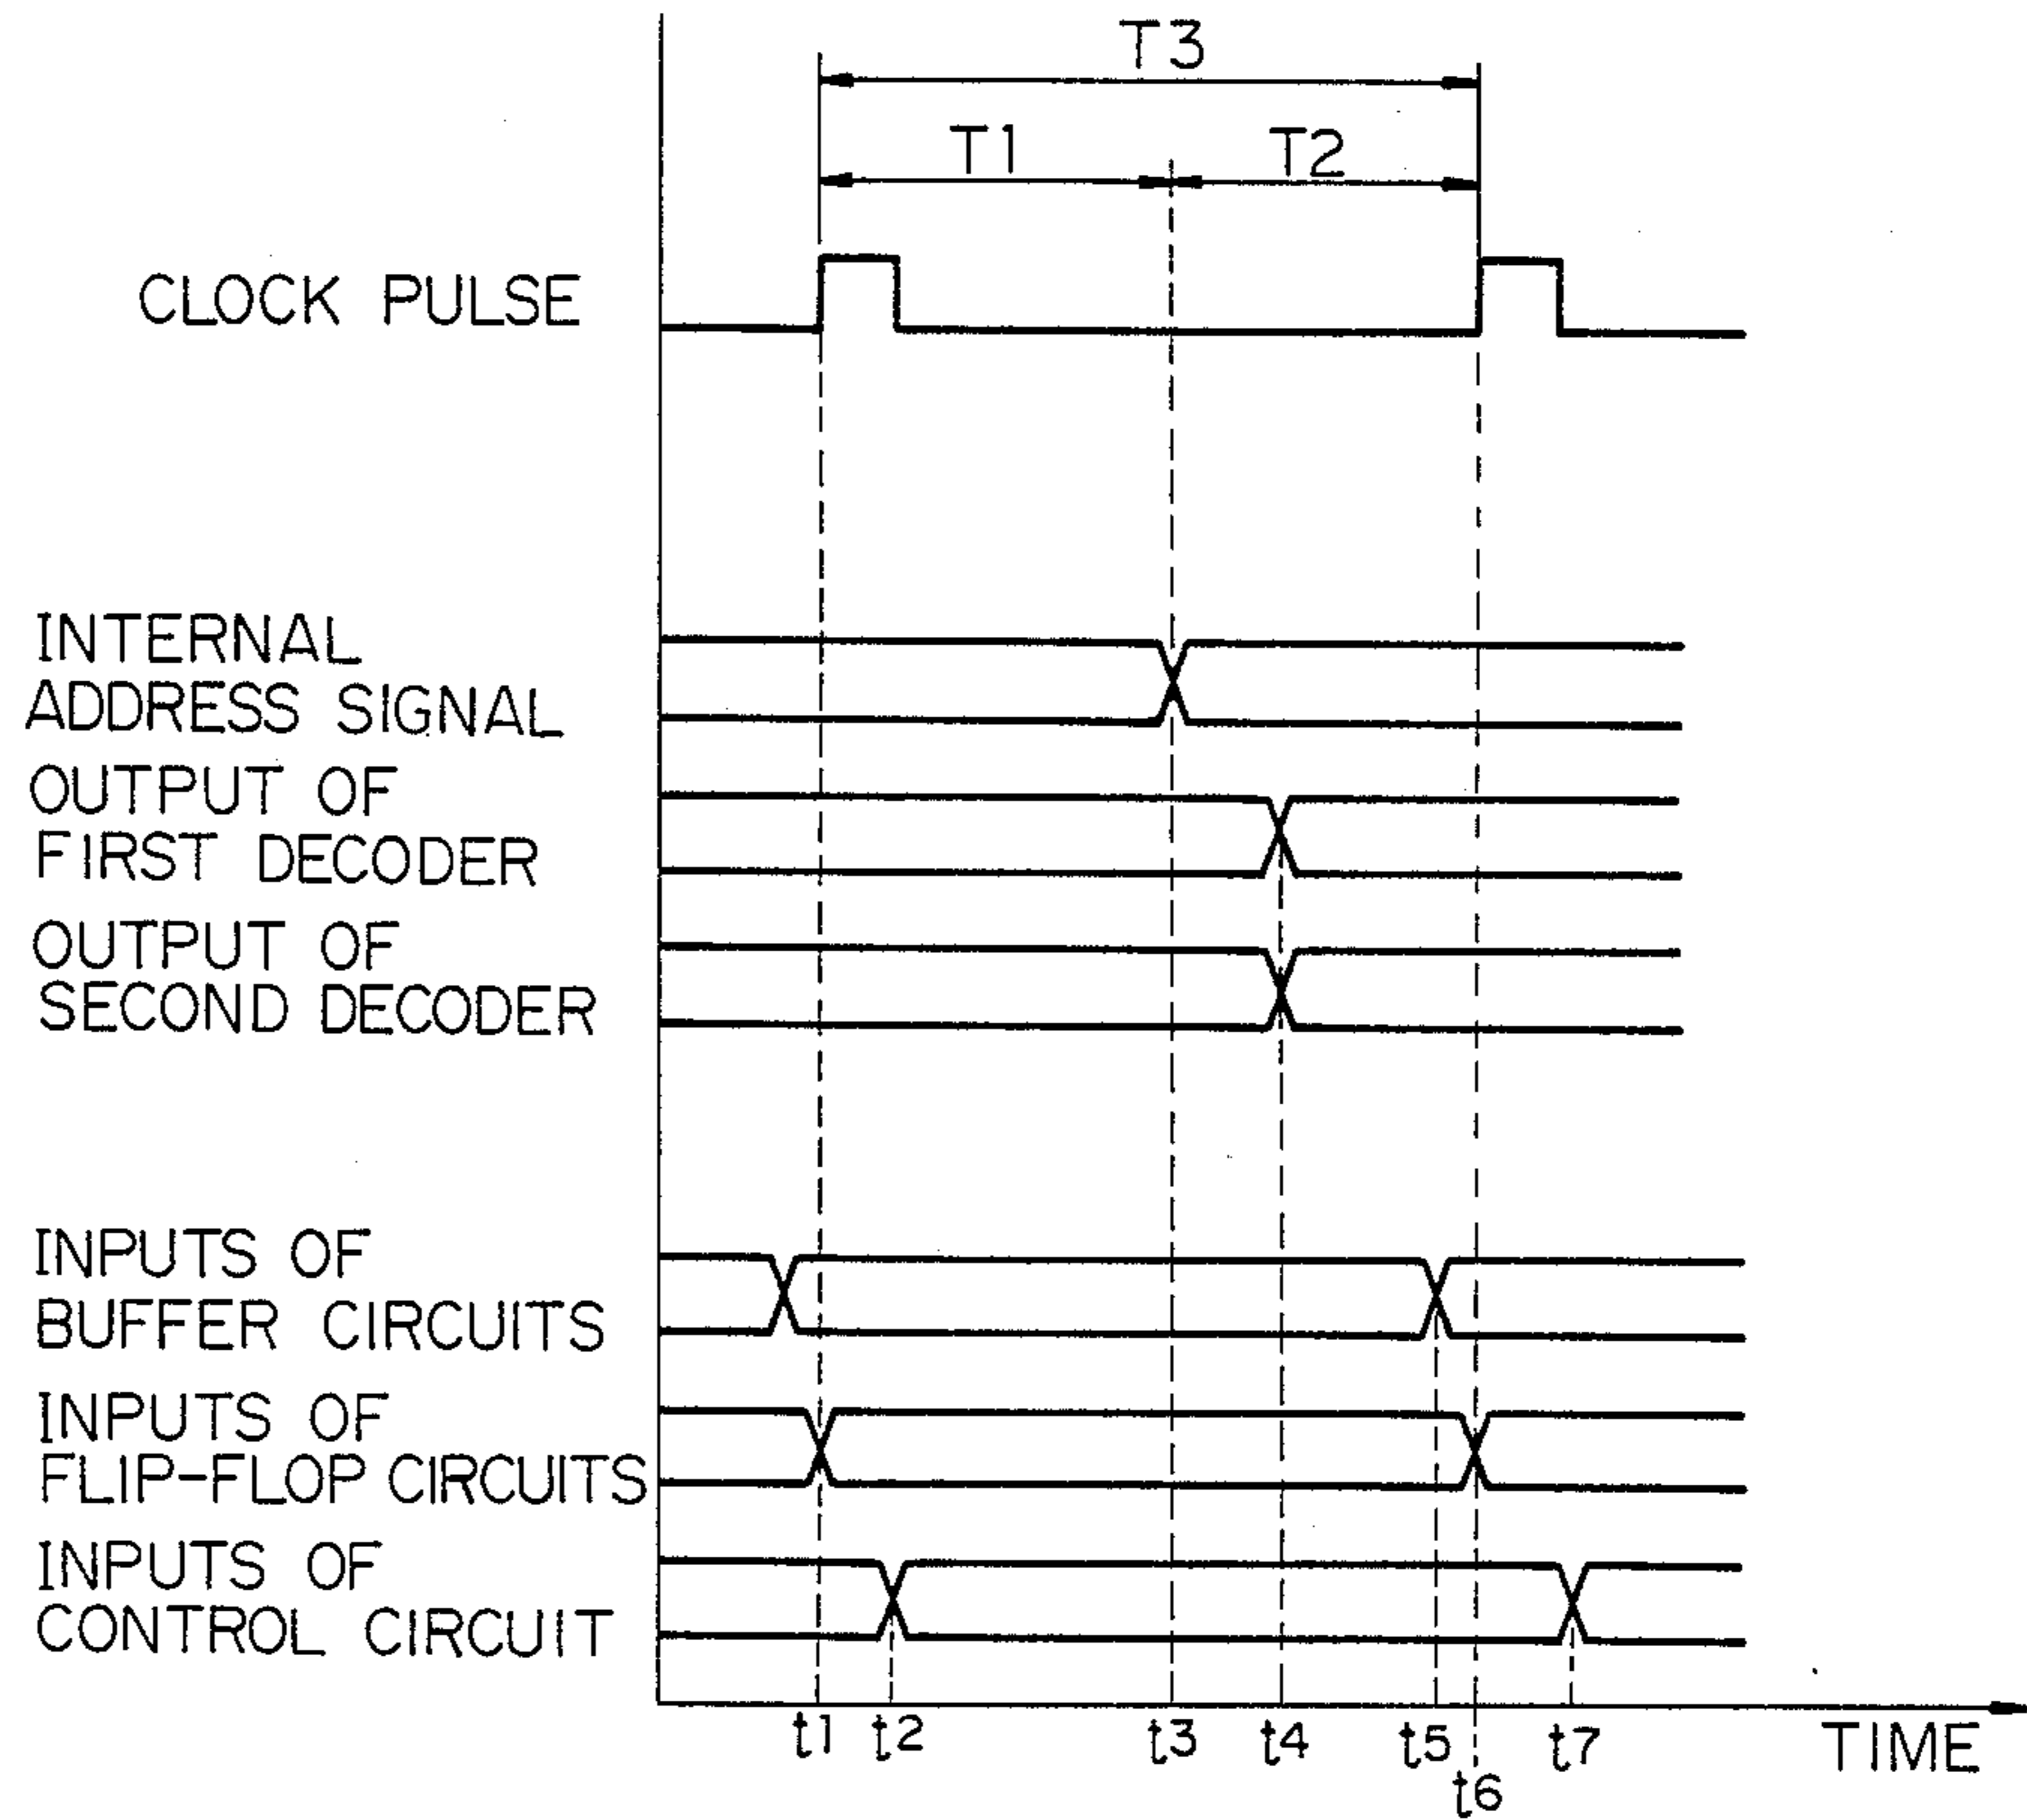 T3
T1
T2
CLOCK PULSE
INTERNAL
ADDRESS SIGNAL
OUTPUT OF
FIRST DECODER
OUTPUT OF
SECOND DECODER
INPUTS OF
BUFFER CIRCUITS
INPUTS OF
FLIP-FLOP CIRCUITS
INPUTS OF
CONTROL CIRCUIT
t1 t2 t3 t4 t5 t7 TIME
t6